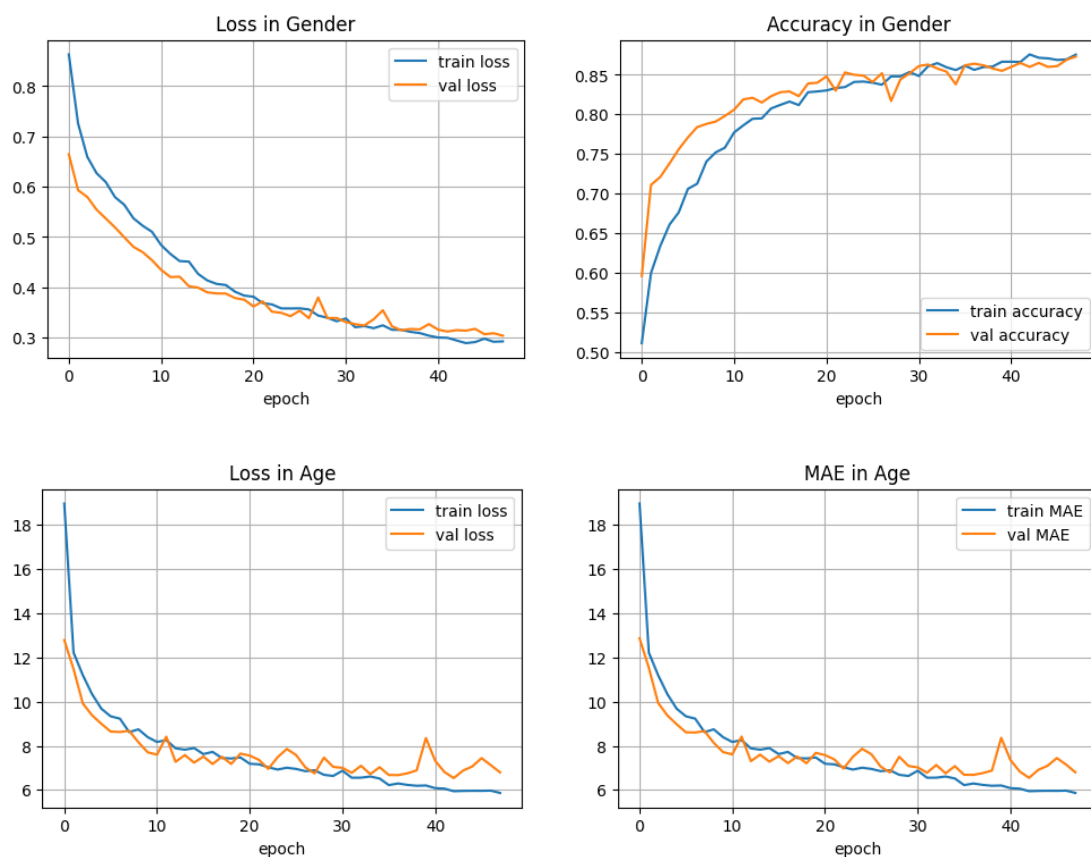 Loss in Gender
train loss
val loss
0.8
0.7
0.6
0.5
0.4
0.3
0 10 20 30 40
epoch
Accuracy in Gender
0.85
0.80
0.75
0.70
0.65
0.60
0.55
0.50
train accuracy
val accuracy
0 10 20 30 40
epoch
Loss in Age
train loss
val loss
18
16
14
12
10
8
6
0 10 20 30 40
epoch
MAE in Age
train MAE
val MAE
18
16
14
12
10
8
6
0 10 20 30 40
epoch